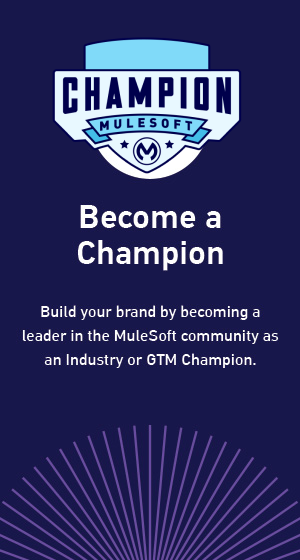 CHAMPION
MULESOFT
Become a
Champion
Build your brand by becoming a
leader in the MuleSoft community as
an Industry or GTM Champion.